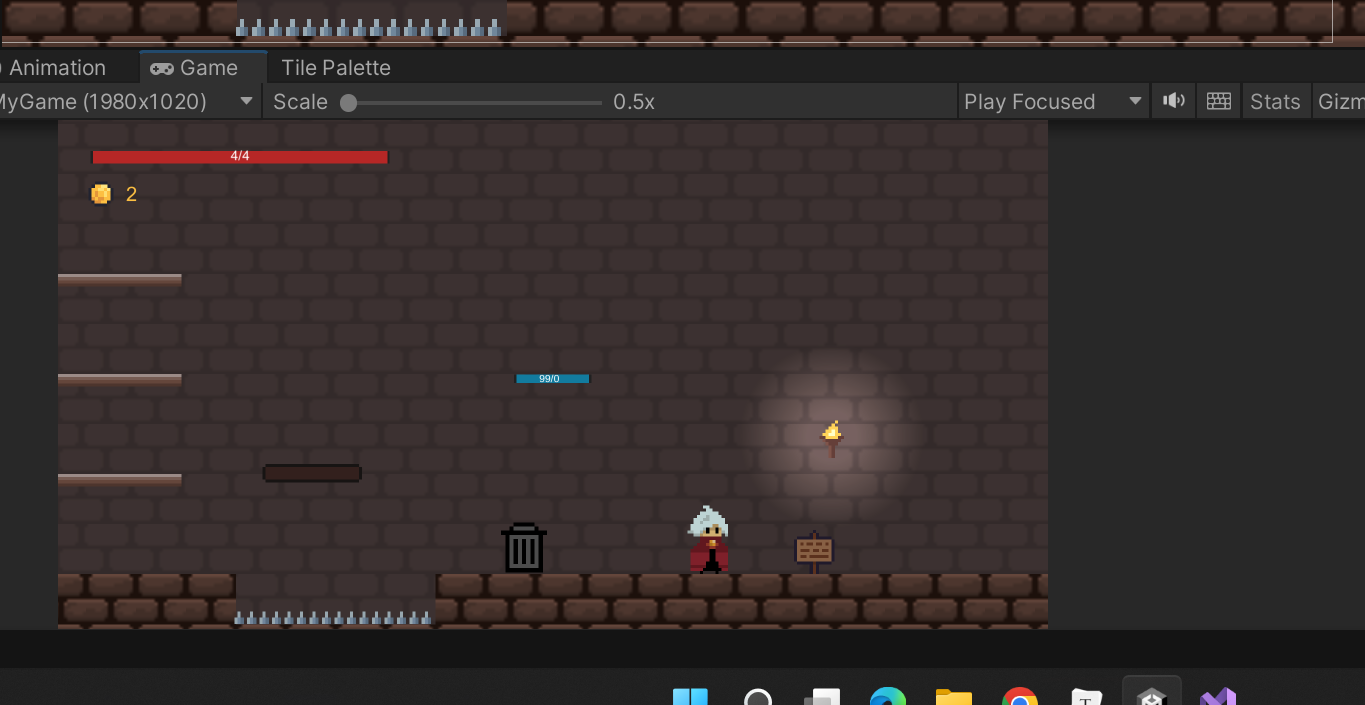 Animation Game Tile Palette
MyGame (1980x1020) Scale 0.5x Play Focused Stats Gizm
4/4
2
99/0
T